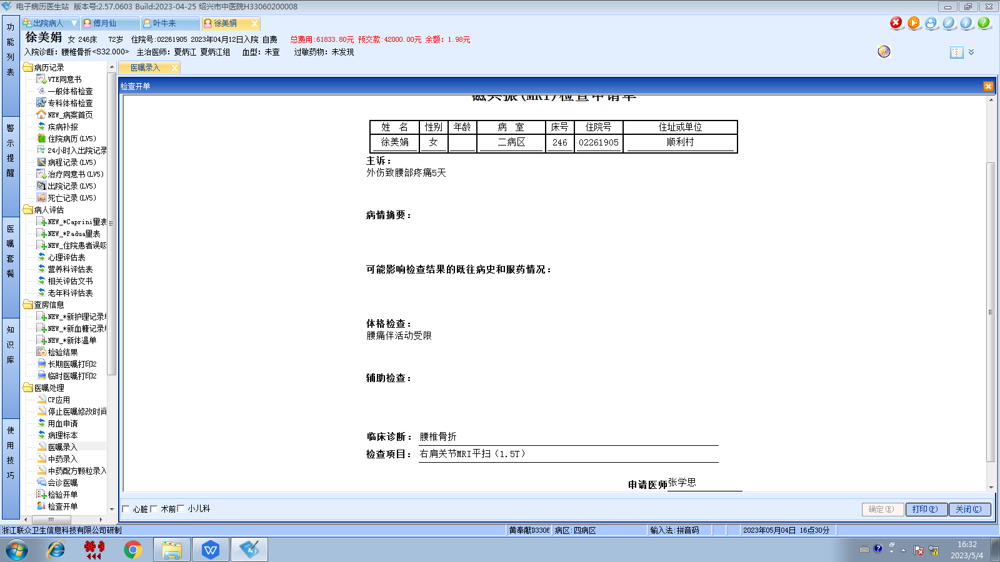 电子病历医生站 版本号:2.57.0603 Build:2023-04-25 绍兴市中医院H33060200008
出院病人 傅月仙 叶牛来 徐美娟
徐美娟 女 246床 72岁 住院号:02261905 2023年04月12日入院 自费 总费用:61833.80元 预交款:42000.00元 余额: 1.98元
入院诊断: 腰椎骨折<S32.000> 主治医师: 夏炳江 夏炳江组 血型: 未查 过敏药物: 未发现
功能列表
警示提醒
医嘱套餐
知识库
使用技巧
病历记录
VTE同意书
一般体格检查
专科体格检查
NEW_病案首页
疾病补报
住院病历(LV5)
24小时入出院记录
病程记录(LV5)
治疗同意书(LV5)
出院记录(LV5)
死亡记录(LV5)
病人评估
NEW_*Caprini量表
NEW_*Padua量表
NEW_住院患者误吸
心理评估表
营养科评估表
相关评估文书
老年科评估表
查房信息
NEW_*新护理记录单
NEW_*新血糖记录单
NEW_*新体温单
检验结果
长期医嘱打印2
临时医嘱打印2
医嘱处理
CP应用
停止医嘱修改时间
用血申请
病理标本
医嘱录入
中药录入
中药配方颗粒录入
会诊医嘱
检验开单
检查开单
医嘱录入
检查开单
磁共振(MRI)检查申请单
姓 名 性别 年龄 病 室 床号 住院号 住址或单位
徐美娟 女 二病区 246 02261905 顺利村
主诉:
外伤致腰部疼痛5天
病情摘要:
可能影响检查结果的既往病史和服药情况:
体格检查:
腰痛伴活动受限
辅助检查:
临床诊断: 腰椎骨折
检查项目: 右肩关节MRI平扫（1.5T）
申请医师 张学思
心脏 术前 小儿科
确定(E) 打印(P) 关闭(C)
浙江联众卫生信息科技有限公司研制 黄奉献D3306 病区:四病区 输入法:拼音码 2023年05月04日 16点30分
16:32
2023/5/4